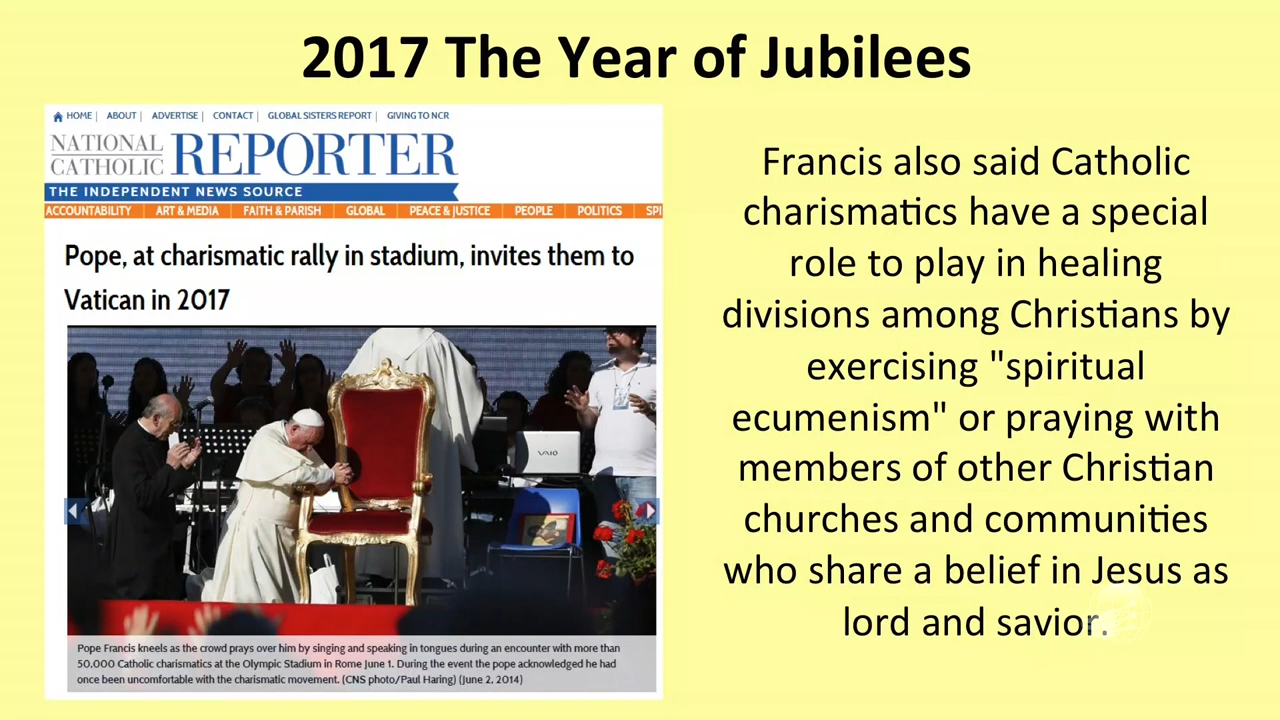 2017 The Year of Jubilees
HOME | ABOUT | ADVERTISE | CONTACT | GLOBAL SISTERS REPORT | GIVING TO NCR
NATIONAL
CATHOLIC
REPORTER
THE INDEPENDENT NEWS SOURCE
ACCOUNTABILITY | ART & MEDIA | FAITH & PARISH | GLOBAL | PEACE & JUSTICE | PEOPLE | POLITICS | SPI
Pope, at charismatic rally in stadium, invites them to
Vatican in 2017
VAIO
Pope Francis kneels as the crowd prays over him by singing and speaking in tongues during an encounter with more than
50,000 Catholic charismatics at the Olympic Stadium in Rome June 1. During the event the pope acknowledged he had
once been uncomfortable with the charismatic movement. (CNS photo/Paul Haring) (June 2, 2014)
Francis also said Catholic
charismatics have a special
role to play in healing
divisions among Christians by
exercising "spiritual
ecumenism" or praying with
members of other Christian
churches and communities
who share a belief in Jesus as
lord and savior.